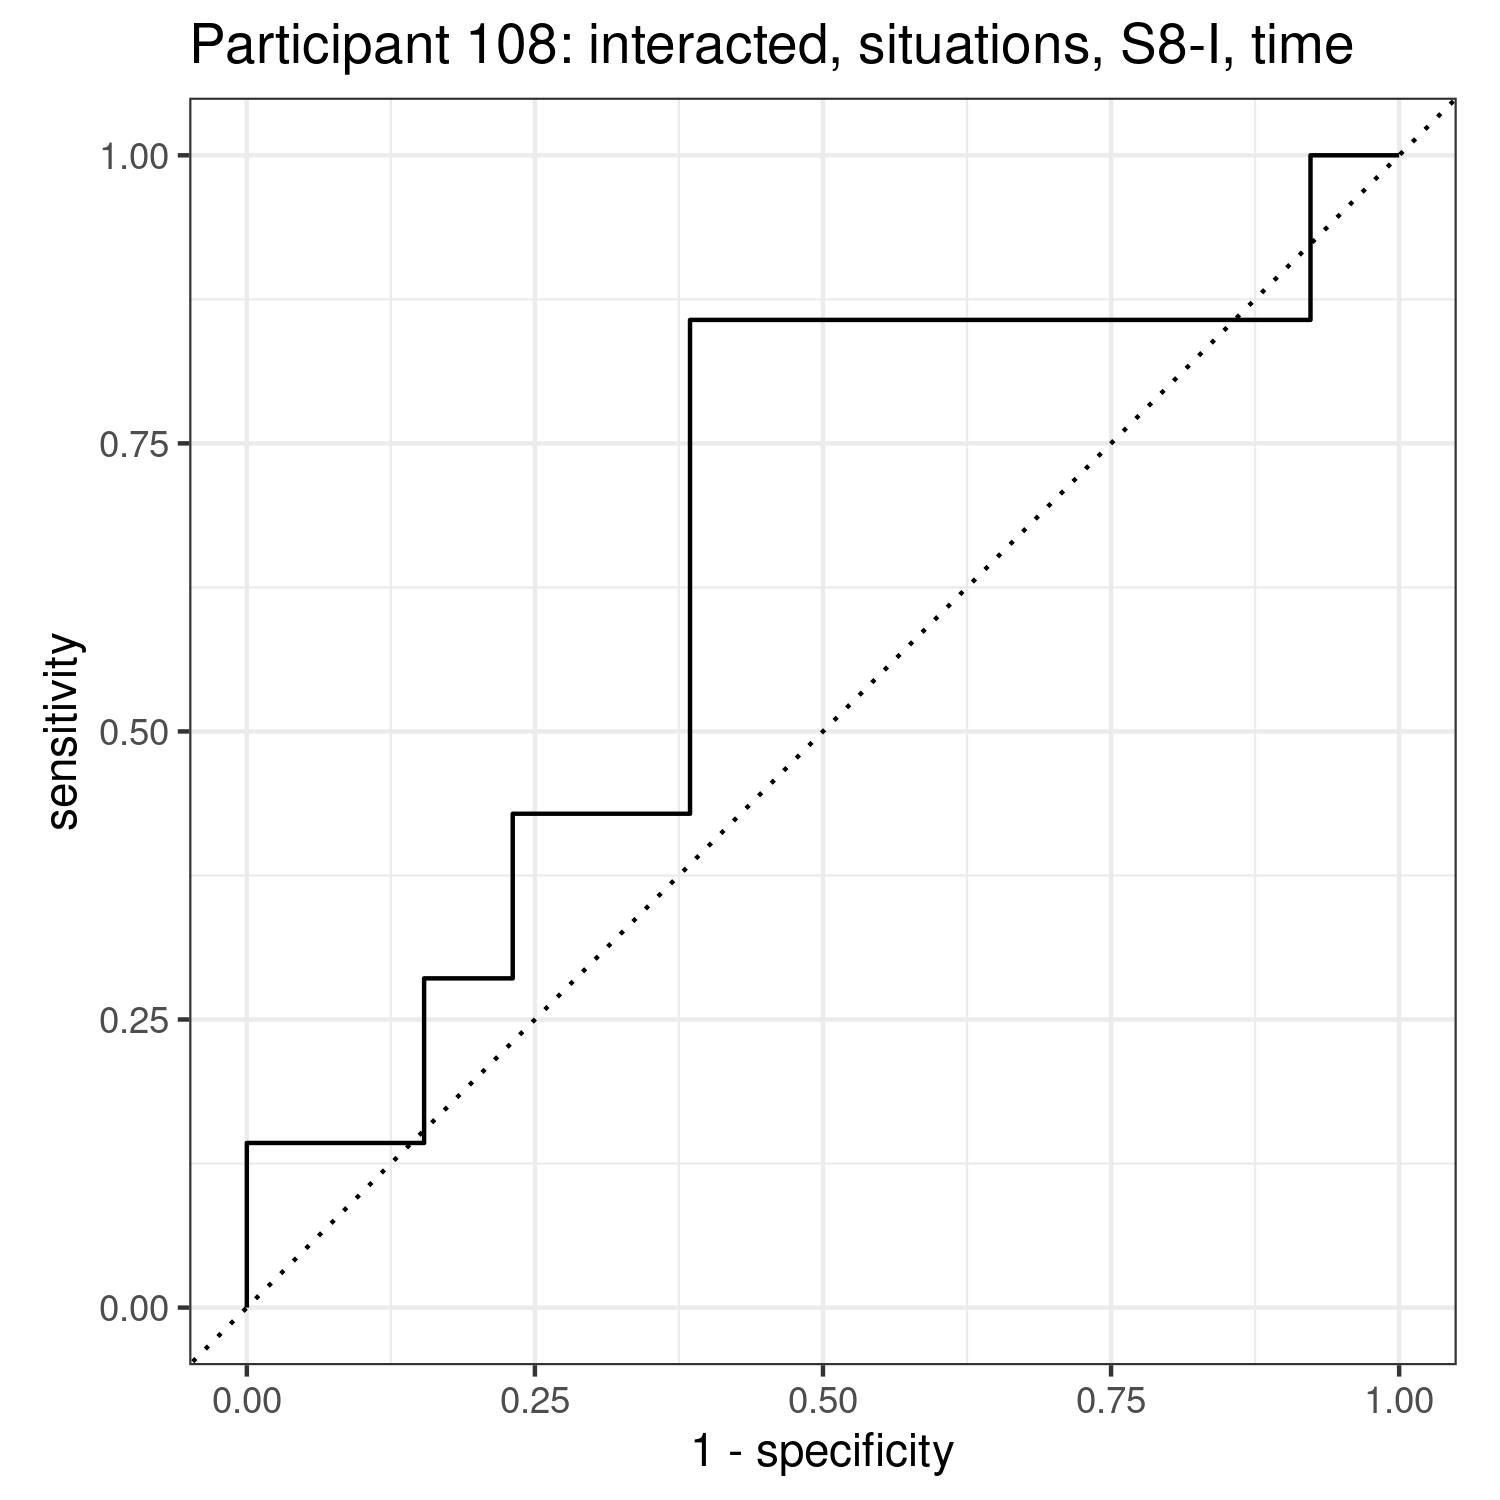 Participant 108: interacted, situations, S8-I, time
1.00
0.75
0.50
0.25
0.00
sensitivity
0.00 0.25 0.50 0.75 1.00
1 - specificity